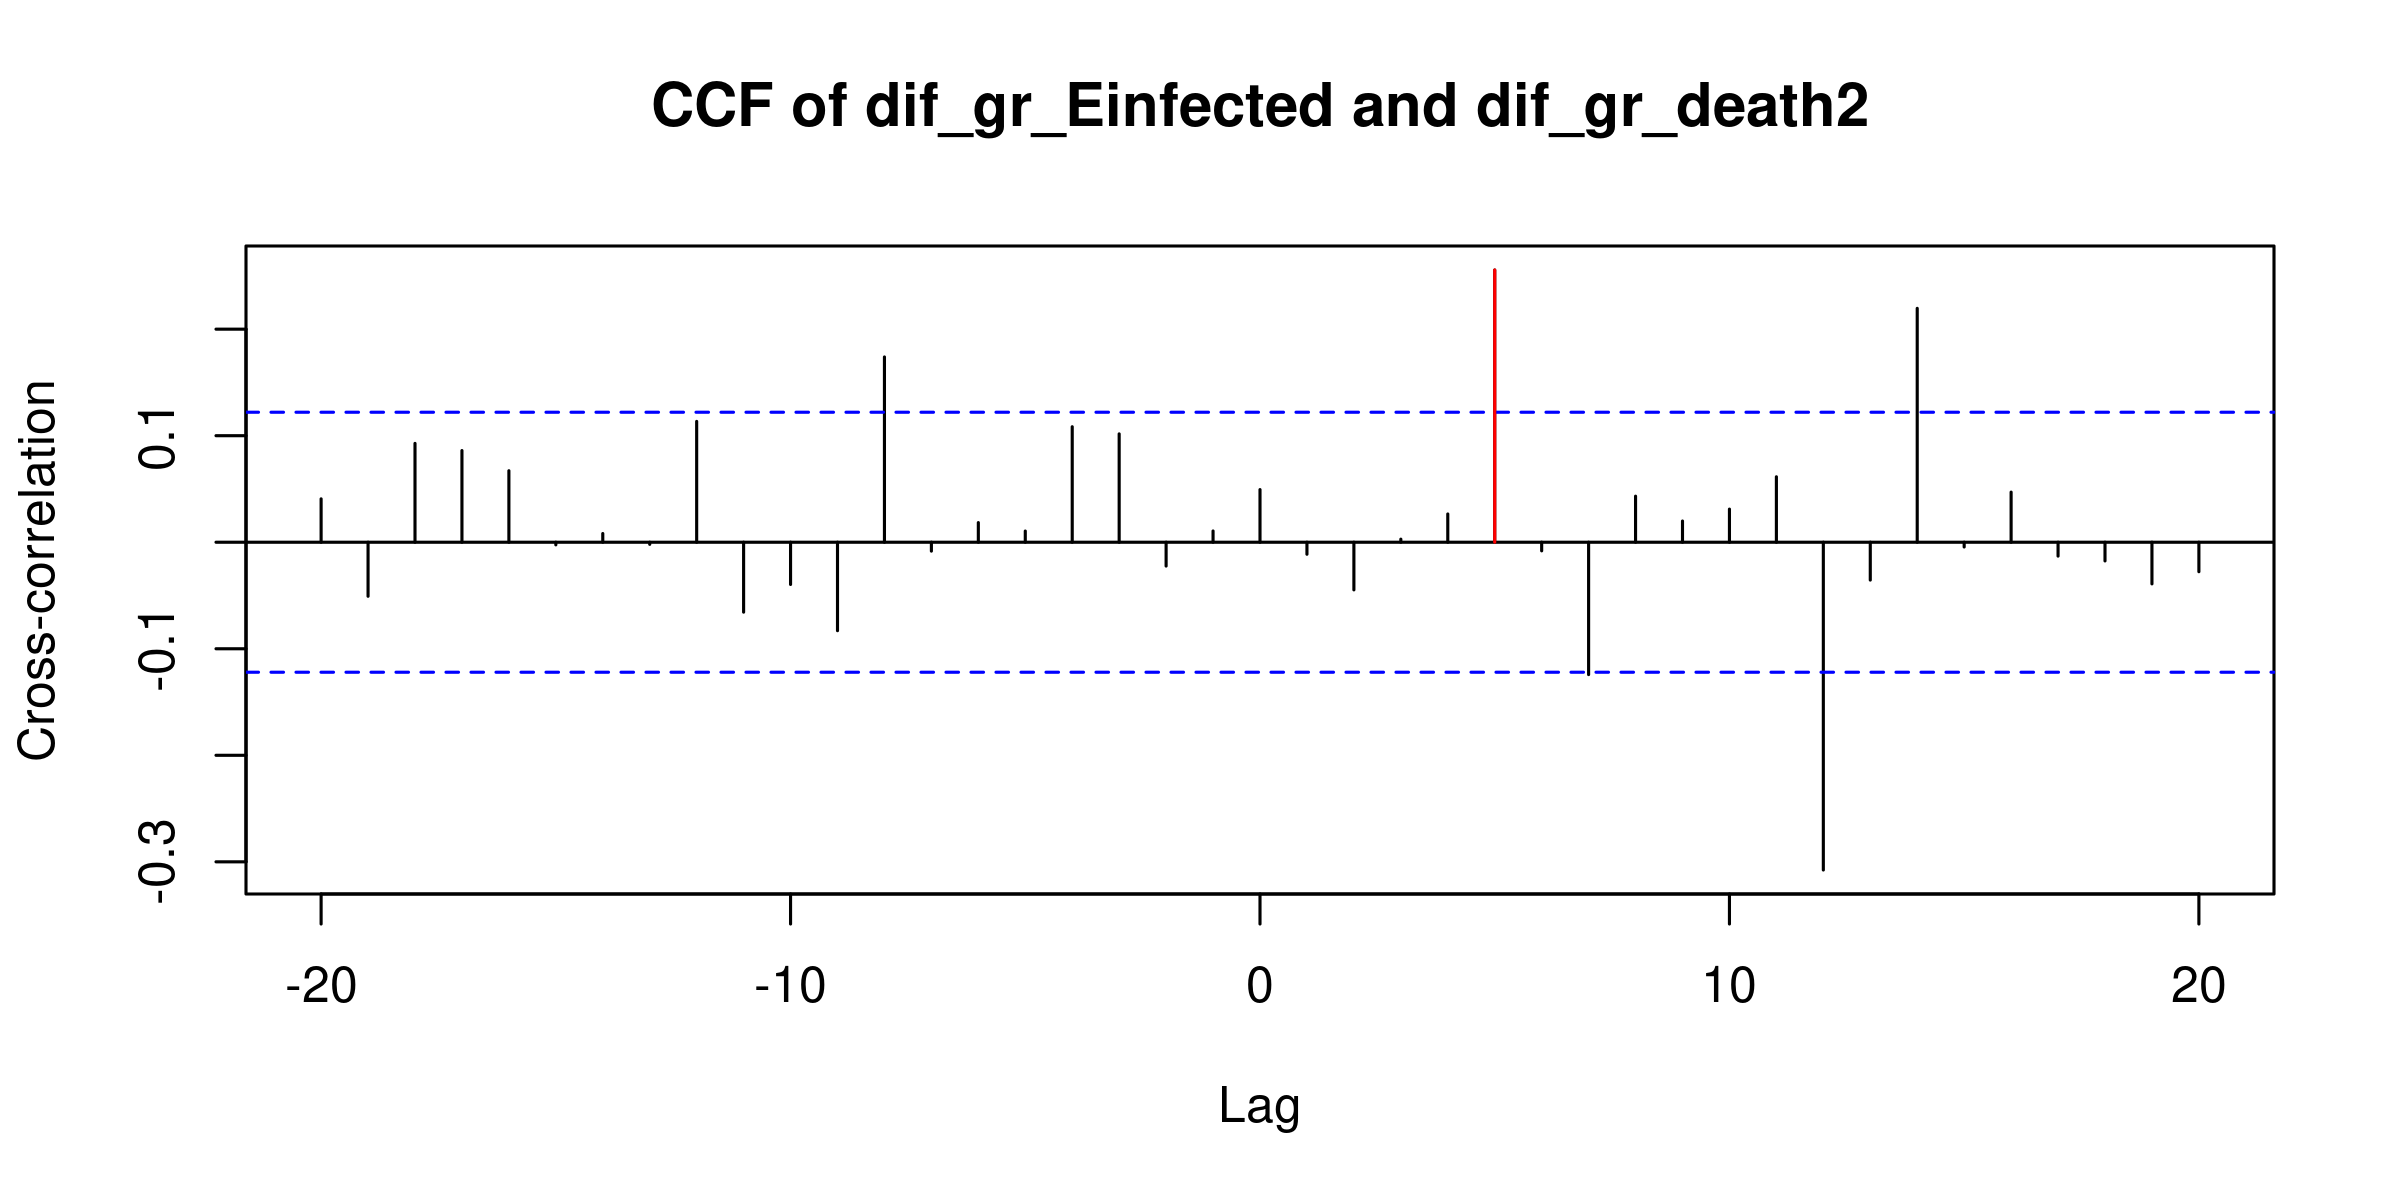 CCF of dif_gr_Einfected and dif_gr_death2
Cross-correlation
0.1
-0.1
-0.3
-20
-10
0
10
20
Lag